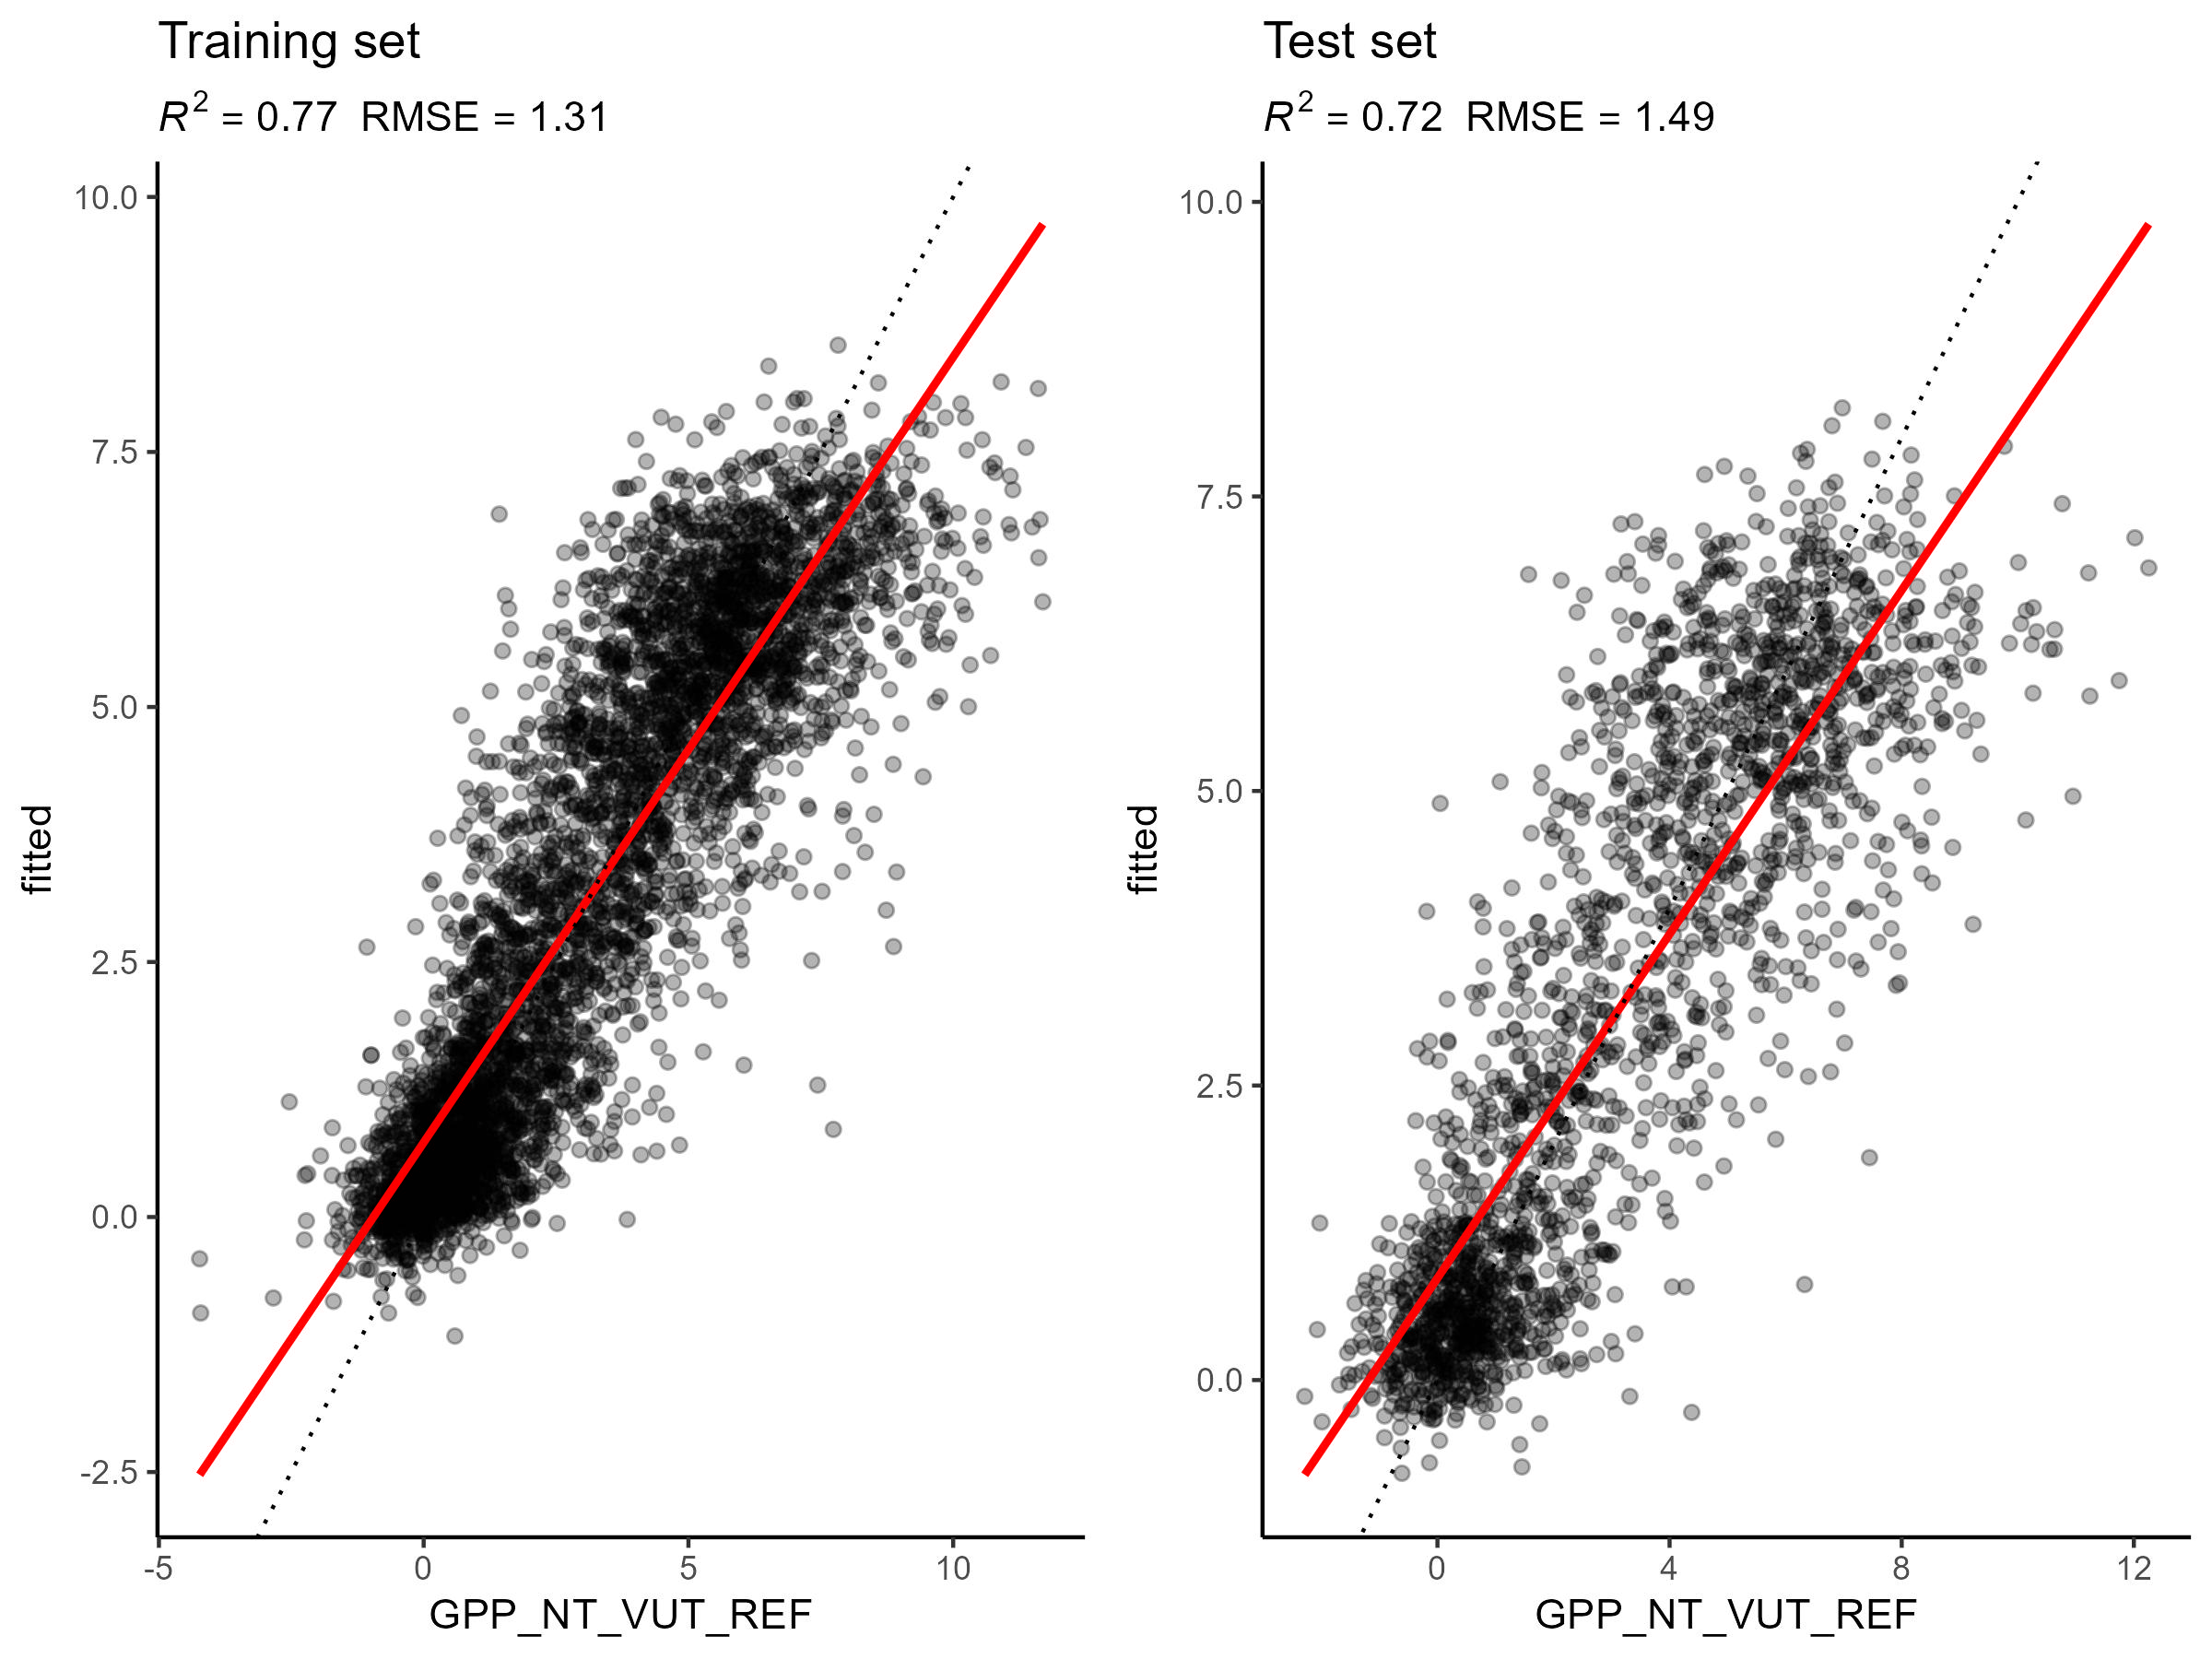 Training set
R² = 0.77 RMSE = 1.31
10.0
7.5
5.0
2.5
0.0
-2.5
fitted
-5 0 5 10
GPP_NT_VUT_REF
Test set
R² = 0.72 RMSE = 1.49
10.0
7.5
5.0
2.5
0.0
fitted
0 4 8 12
GPP_NT_VUT_REF